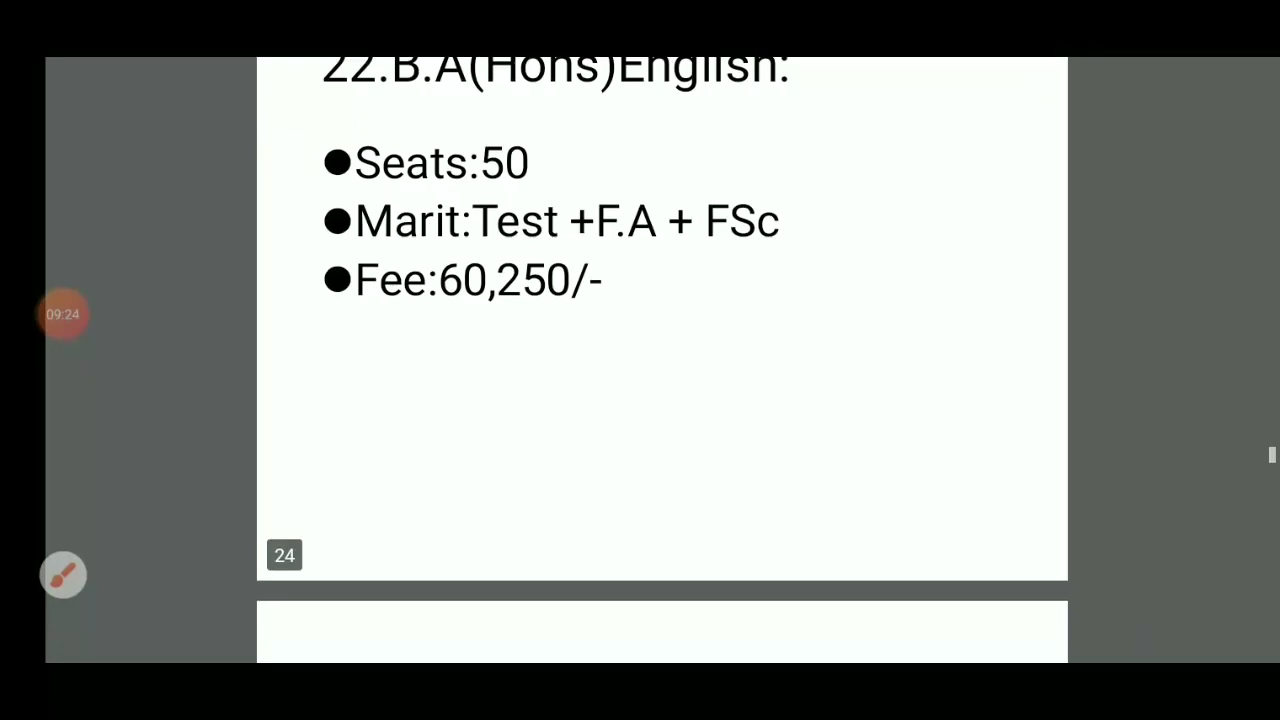 22.B.A(Hons)English:
●Seats:50
●Marit:Test +F.A + FSc
●Fee:60,250/-
09:24
24